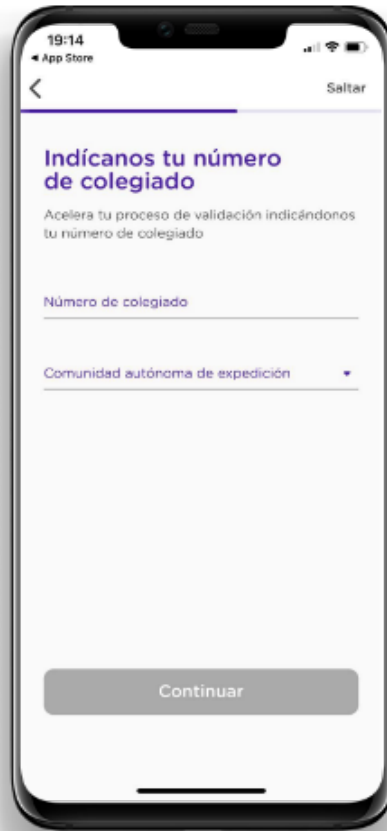 19:14
◀ App Store
Saltar
Indícanos tu número
de colegiado
Acelera tu proceso de validación indicándonos
tu número de colegiado
Número de colegiado
Comunidad autónoma de expedición
Continuar